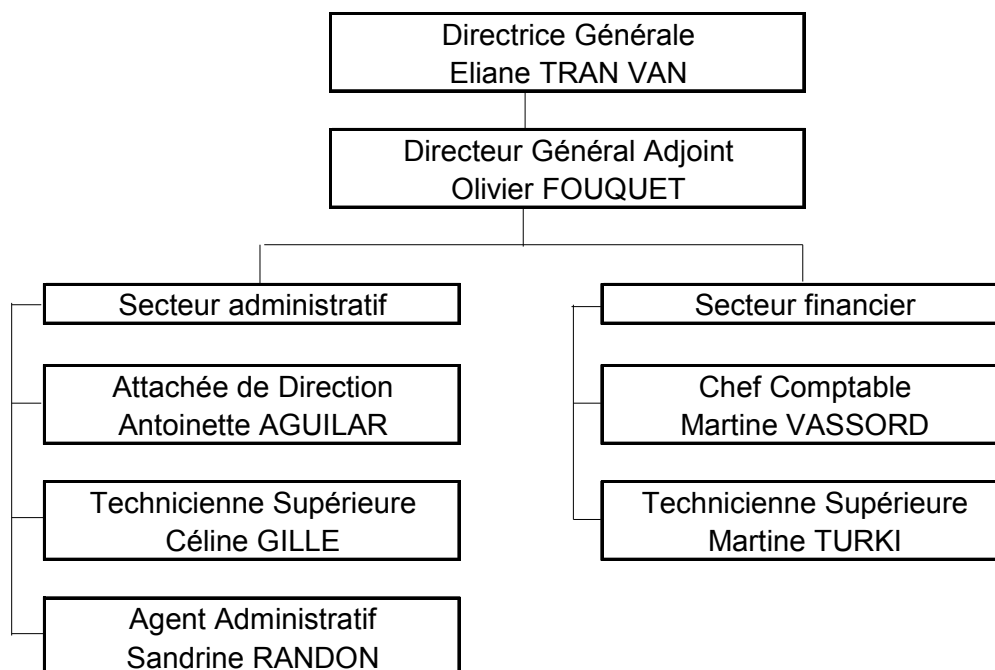 Directrice Générale
Eliane TRAN VAN
Directeur Général Adjoint
Olivier FOUQUET
Secteur administratif
Attachée de Direction
Antoinette AGUILAR
Technicienne Supérieure
Céline GILLE
Agent Administratif
Sandrine RANDON
Secteur financier
Chef Comptable
Martine VASSORD
Technicienne Supérieure
Martine TURKI